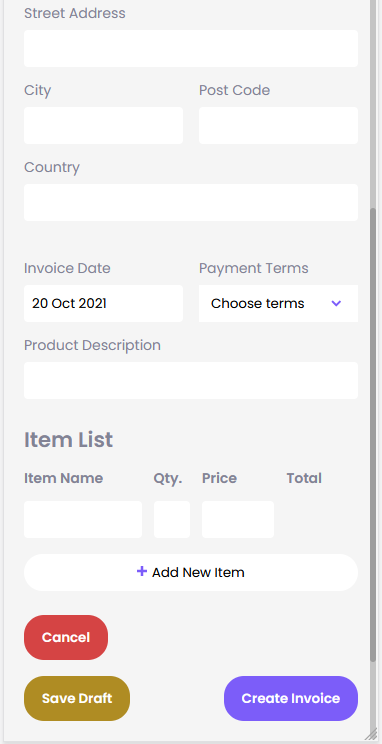 Street Address
City Post Code
Country
Invoice Date Payment Terms
20 Oct 2021 Choose terms
Product Description
Item List
Item Name Qty. Price Total
+ Add New Item
Cancel
Save Draft Create Invoice